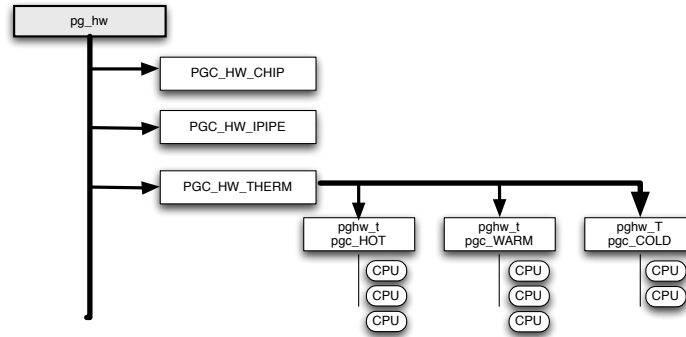 pg_hw
PGC_HW_CHIP
PGC_HW_IPIPE
PGC_HW_THERM
pghw_t
pgc_HOT
pghw_t
pgc_WARM
pghw_T
pgc_COLD
CPU
CPU
CPU
CPU
CPU
CPU
CPU
CPU